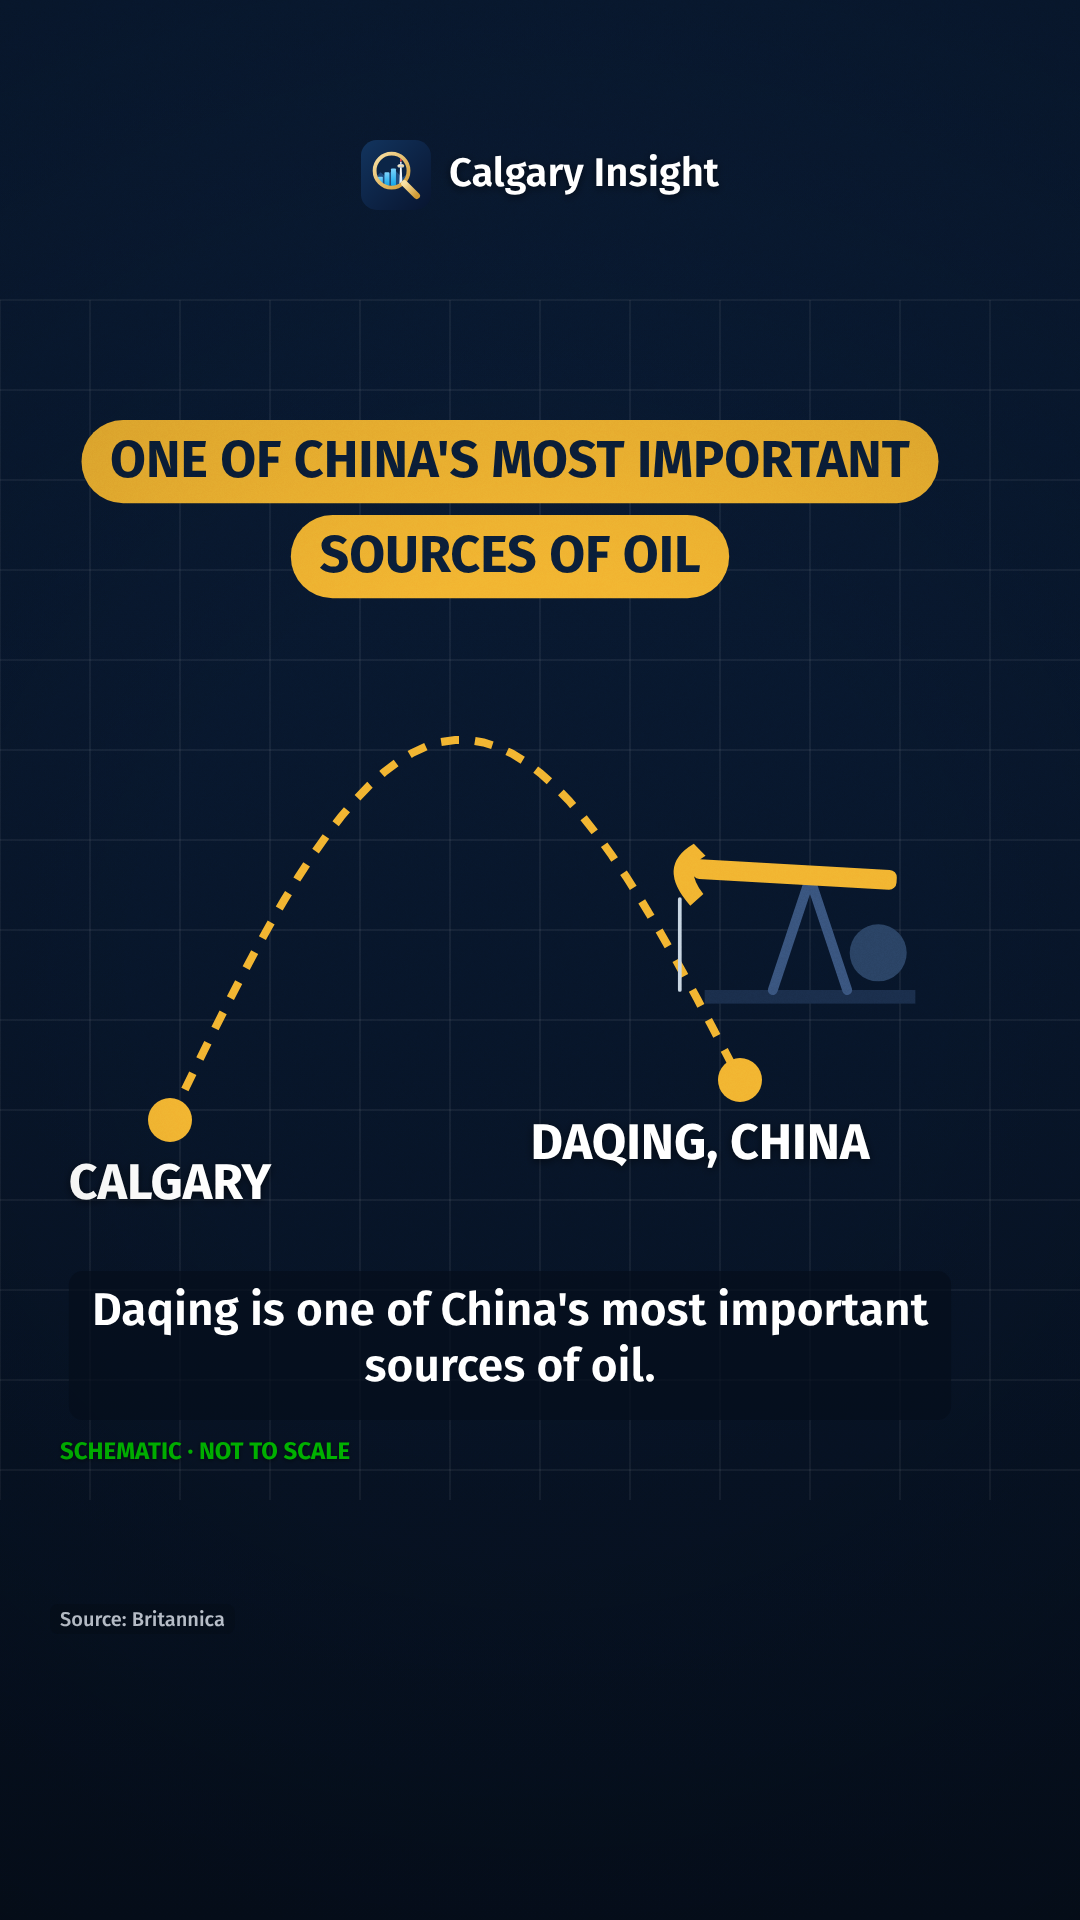 Calgary Insight
ONE OF CHINA'S MOST IMPORTANT
SOURCES OF OIL
DAQING, CHINA
CALGARY
Daqing is one of China's most important
sources of oil.
SCHEMATIC · NOT TO SCALE
Source: Britannica